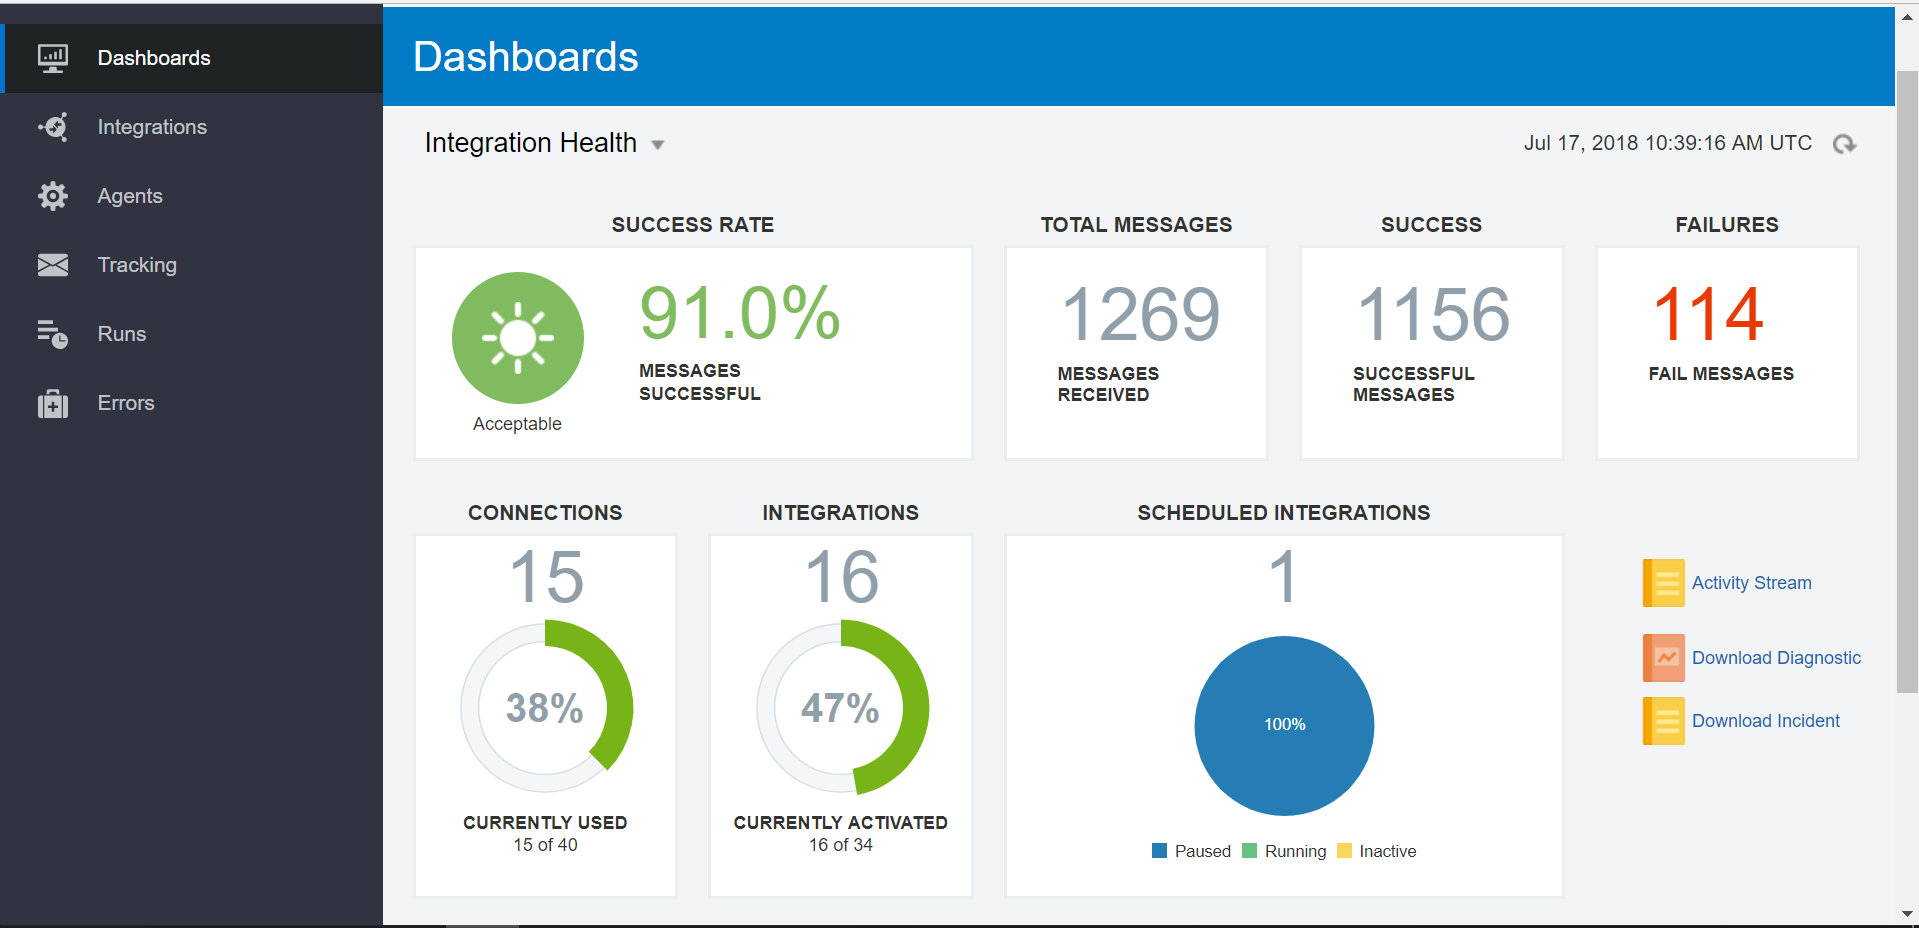 Dashboards
Integrations
Agents
Tracking
Runs
Errors
Dashboards
Integration Health
Jul 17, 2018 10:39:16 AM UTC
SUCCESS RATE
91.0%
MESSAGES
SUCCESSFUL
Acceptable
TOTAL MESSAGES
1269
MESSAGES
RECEIVED
SUCCESS
1156
SUCCESSFUL
MESSAGES
FAILURES
114
FAIL MESSAGES
CONNECTIONS
15
38%
CURRENTLY USED
15 of 40
INTEGRATIONS
16
47%
CURRENTLY ACTIVATED
16 of 34
SCHEDULED INTEGRATIONS
1
100%
Paused Running Inactive
Activity Stream
Download Diagnostic
Download Incident